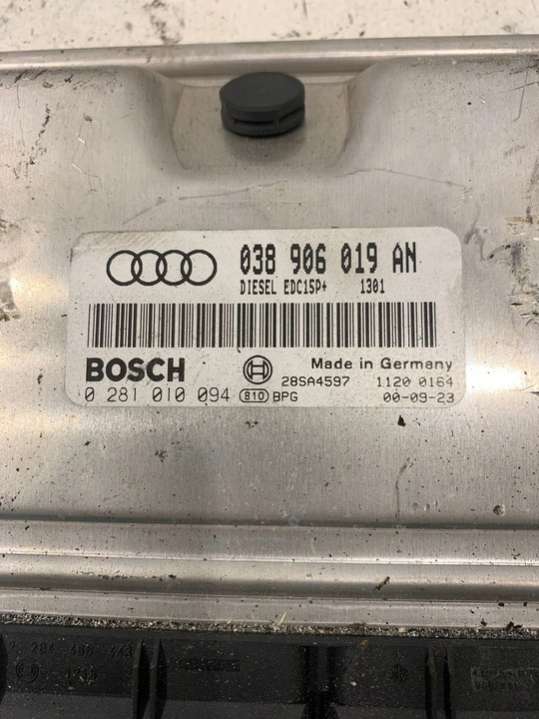 038 906 019 AN
DIESEL EDC15P+ 1301
BOSCH Made in Germany
28SA4597 1120 0164
0 281 010 094 810 BPG 00-09-23